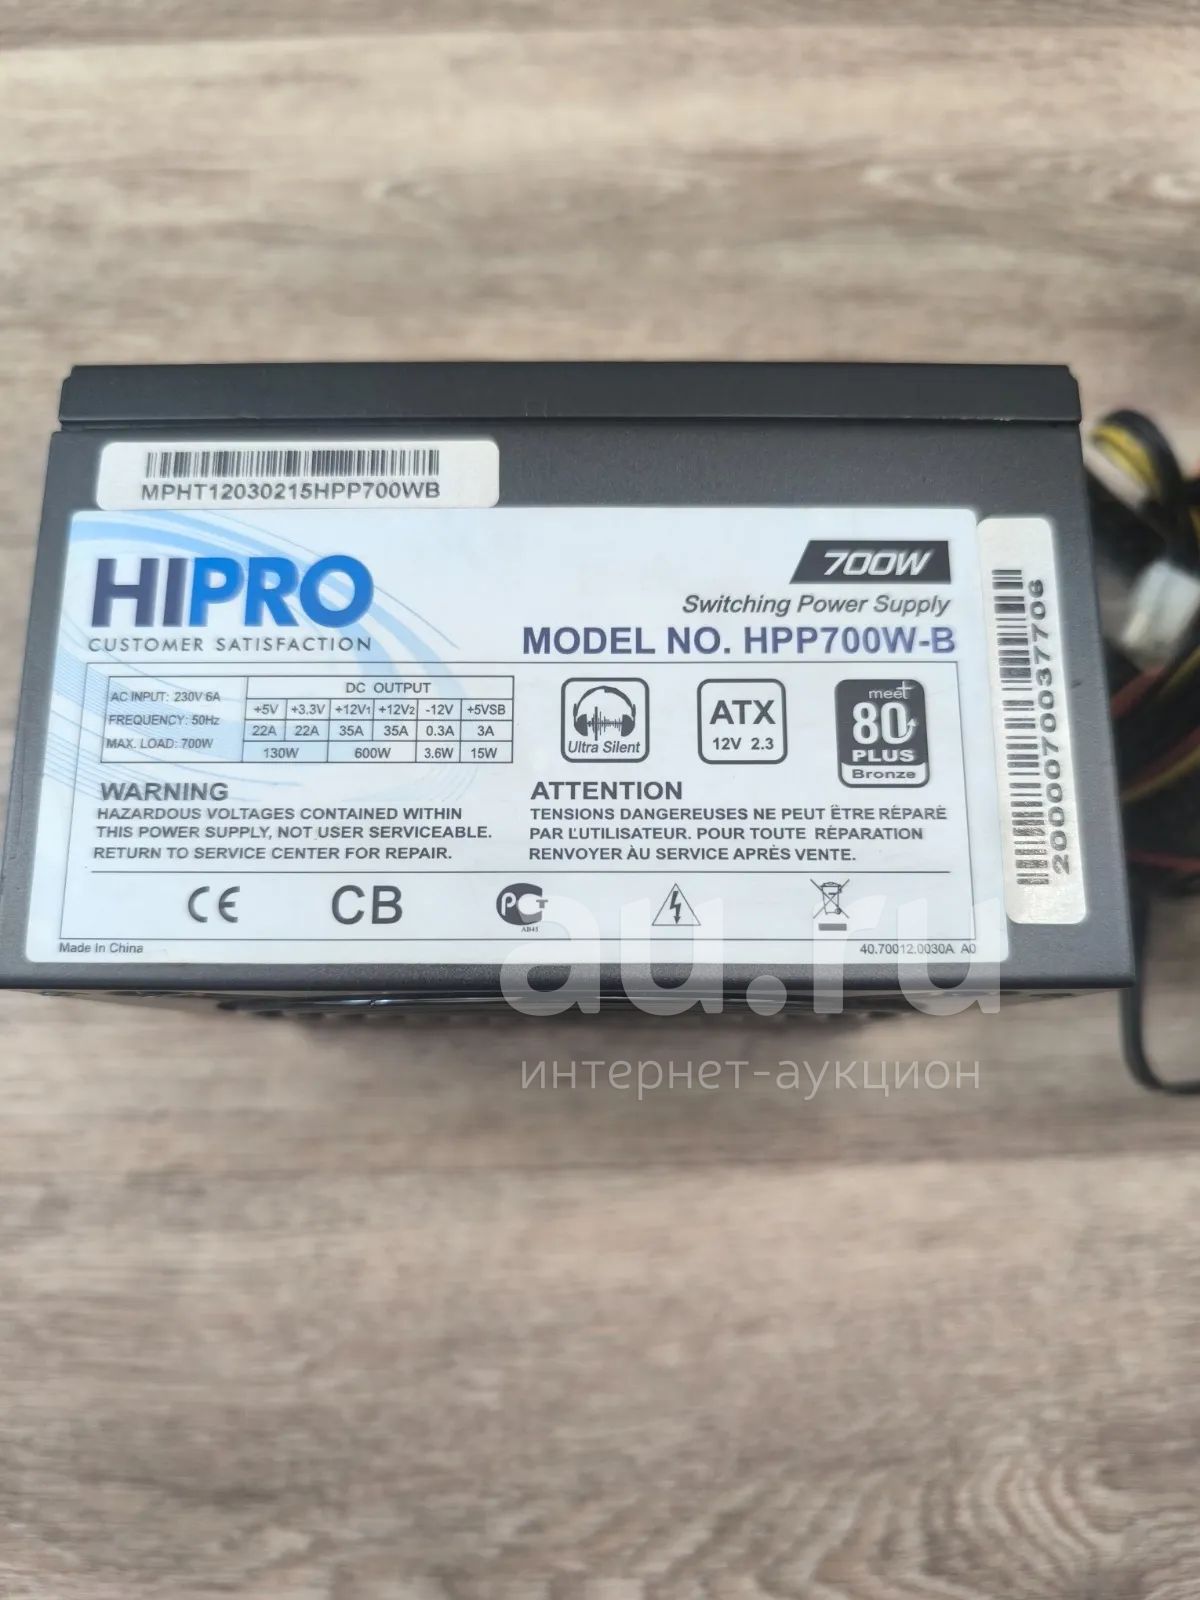 MPHT12030215HPP700WB
HIPRO
CUSTOMER SATISFACTION
700W
Switching Power Supply
MODEL NO. HPP700W-B
AC INPUT: 230V 6A
FREQUENCY: 50Hz
MAX. LOAD: 700W
DC OUTPUT
+5V +3.3V +12V1 +12V2 -12V +5VSB
22A 22A 35A 35A 0.3A 3A
130W 600W 3.6W 15W
Ultra Silent
ATX
12V 2.3
meet
80
PLUS
Bronze
WARNING
HAZARDOUS VOLTAGES CONTAINED WITHIN
THIS POWER SUPPLY, NOT USER SERVICEABLE.
RETURN TO SERVICE CENTER FOR REPAIR.
ATTENTION
TENSIONS DANGEREUSES NE PEUT ÊTRE RÉPARÉ
PAR L'UTILISATEUR. POUR TOUTE RÉPARATION
RENVOYER ÀU SERVICE APRÈS VENTE.
CE CB РСТ
Made In China
40.70012.0030A A0
2000070037708
au.ru
интернет-аукцион